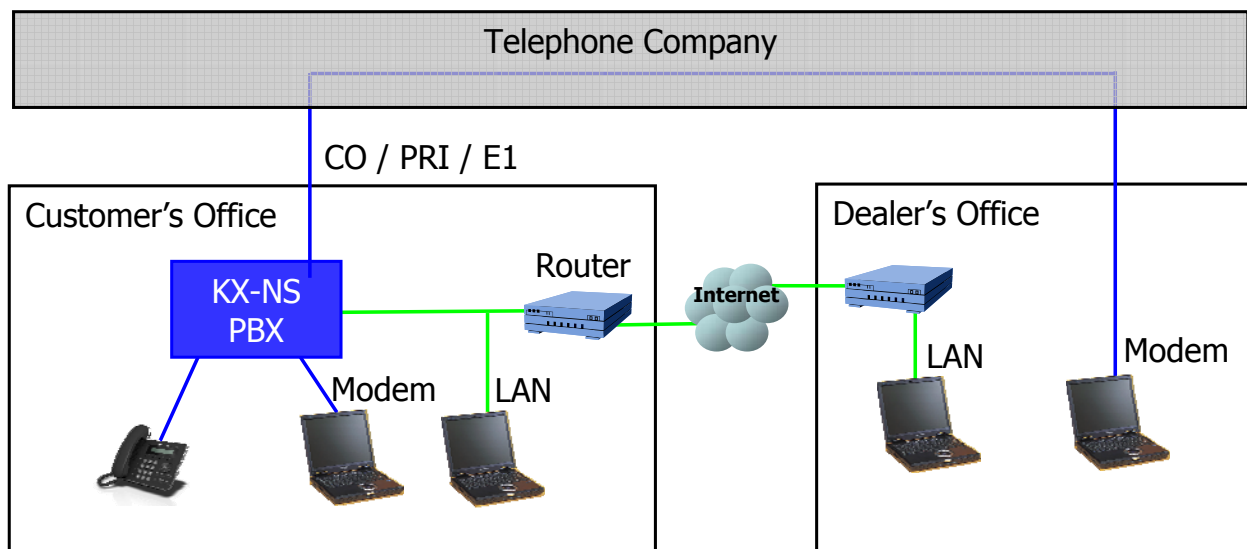 Telephone Company
CO / PRI / E1
Customer’s Office
Dealer’s Office
Router
KX-NS
PBX
Internet
Modem
LAN
LAN
Modem